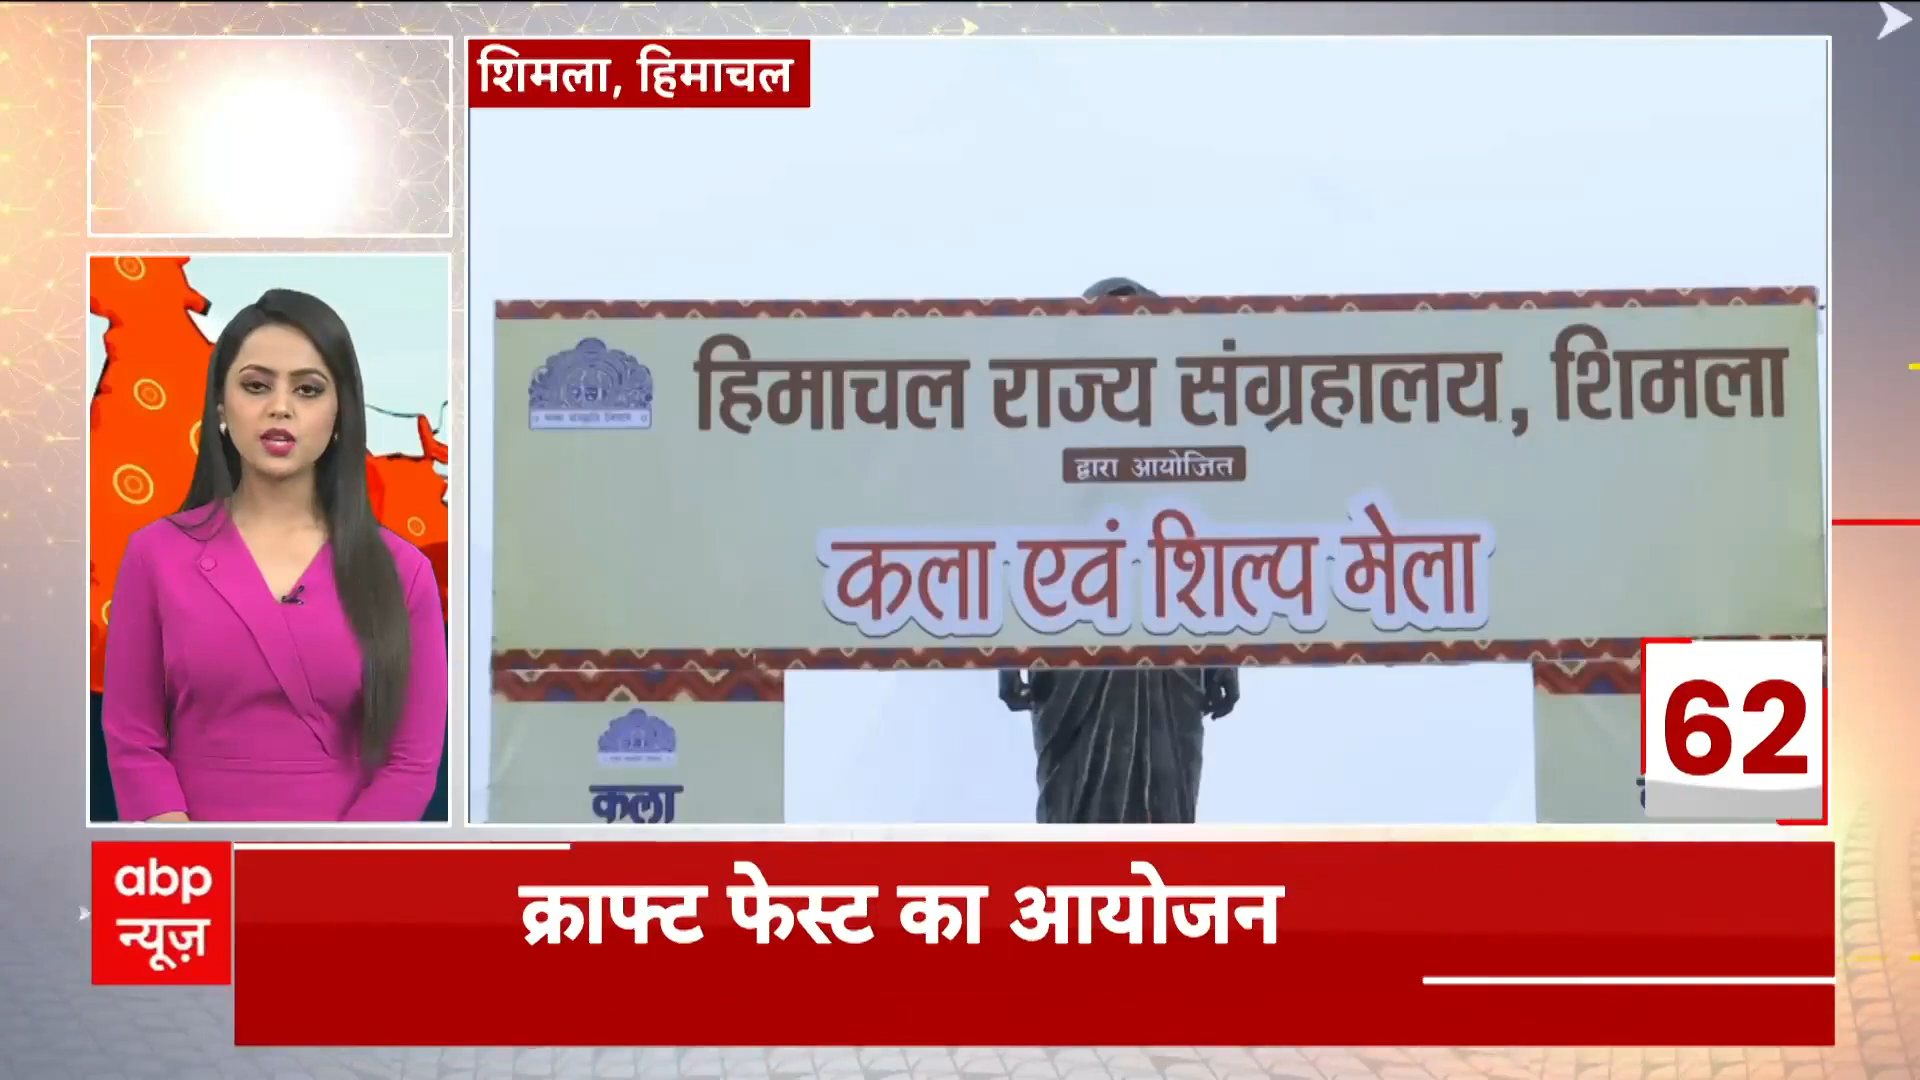 शिमला, हिमाचल
हिमाचल राज्य संग्रहालय, शिमला
द्वारा आयोजित
कला एवं शिल्प मेला
कला
62
abp
न्यूज़
क्राफ्ट फेस्ट का आयोजन